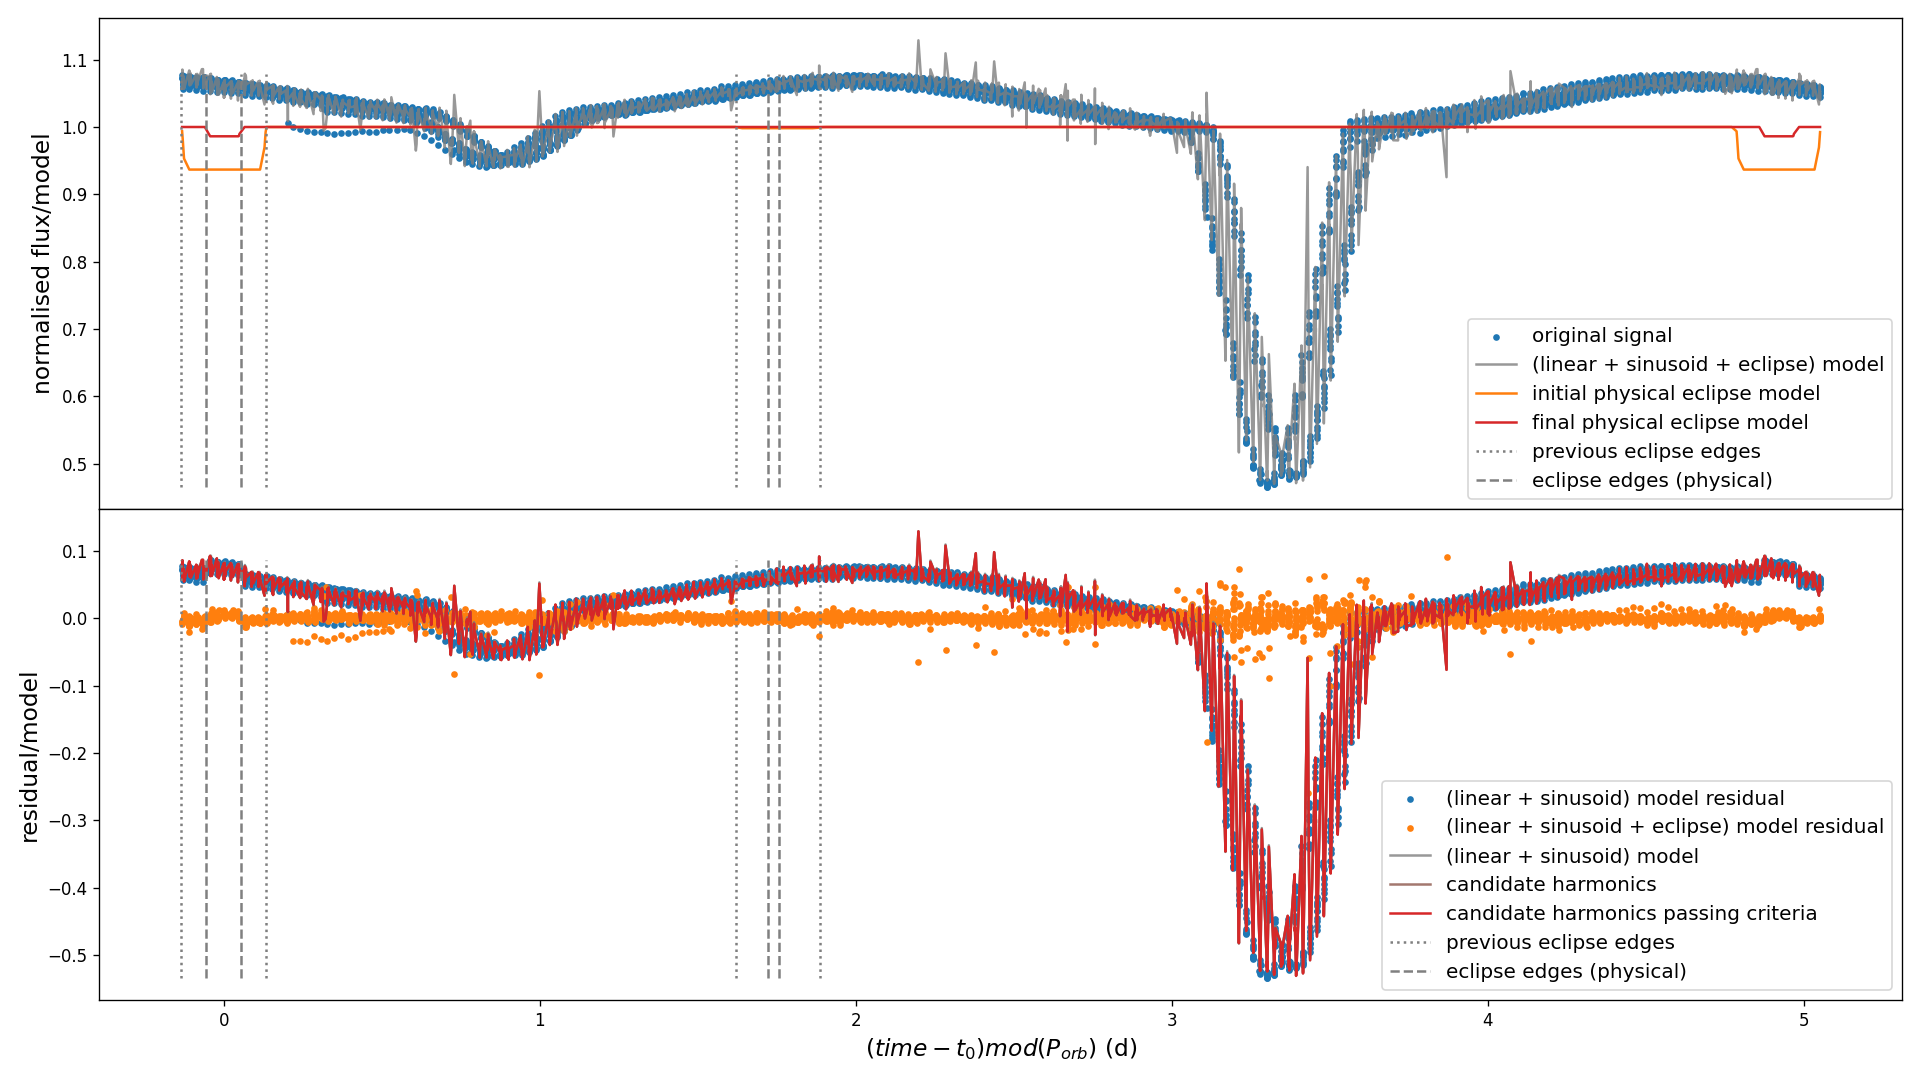 normalised flux/model
1.1
1.0
0.9
0.8
0.7
0.6
0.5
original signal
(linear + sinusoid + eclipse) model
initial physical eclipse model
final physical eclipse model
previous eclipse edges
eclipse edges (physical)
residual/model
0.1
0.0
−0.1
−0.2
−0.3
−0.4
−0.5
(linear + sinusoid) model residual
(linear + sinusoid + eclipse) model residual
(linear + sinusoid) model
candidate harmonics
candidate harmonics passing criteria
previous eclipse edges
eclipse edges (physical)
0 1 2 3 4 5
(time − t₀)mod(P_orb) (d)